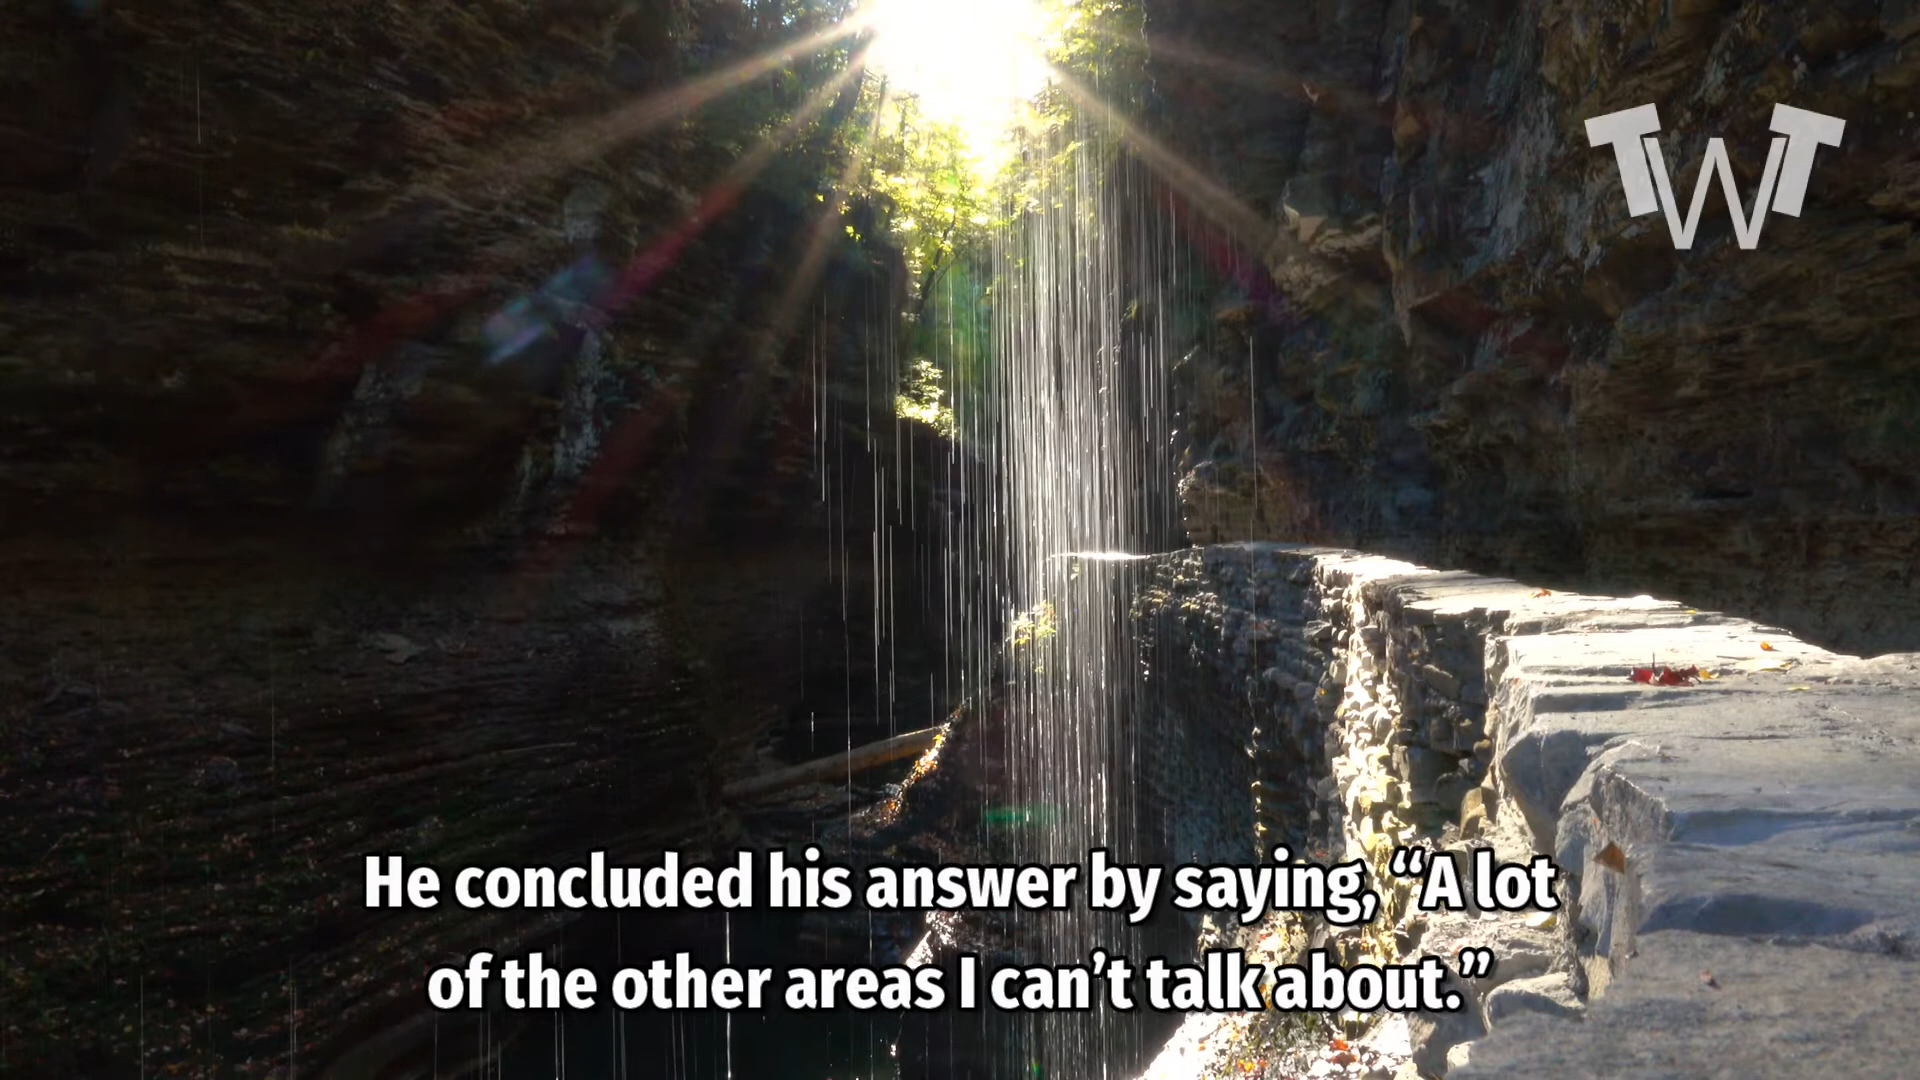 TWT
He concluded his answer by saying, “A lot
of the other areas I can’t talk about.”